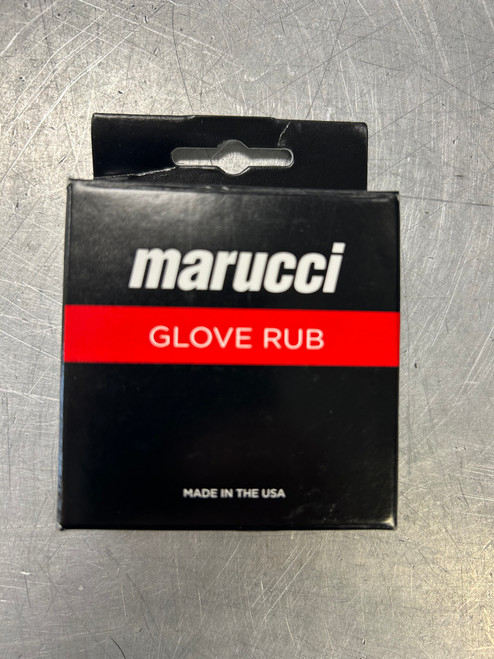 marucci
GLOVE RUB
MADE IN THE USA